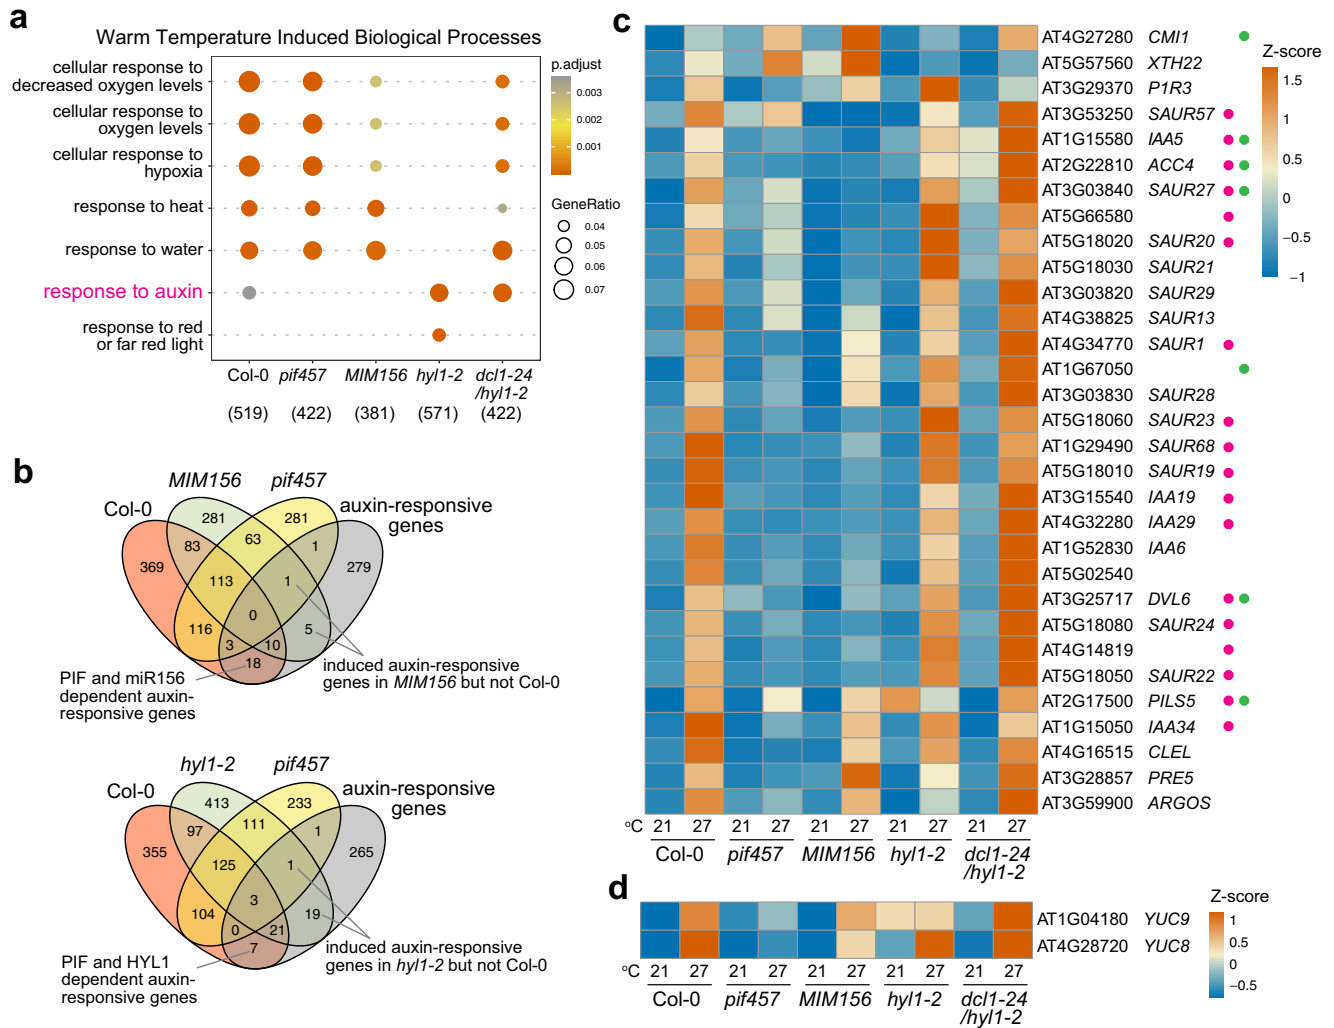 a
Warm Temperature Induced Biological Processes
cellular response to
decreased oxygen levels
cellular response to
oxygen levels
cellular response to
hypoxia
response to heat
response to water
response to auxin
response to red
or far red light
Col-0 pif457 MIM156 hyl1-2 dcl1-24
/hyl1-2
(519) (422) (381) (571) (422)
p.adjust
0.003
0.002
0.001
GeneRatio
0.04
0.05
0.06
0.07
b
MIM156 pif457
Col-0 auxin-responsive
genes
281 281
83 63 1
369 279
113 1
0
116 5
3 10
18
PIF and miR156
dependent auxin-
responsive genes
induced auxin-responsive
genes in MIM156 but not Col-0
hyl1-2 pif457
Col-0 auxin-responsive
genes
413 233
97 111 1
355 265
125 1
3
104 19
0 21
7
PIF and HYL1
dependent auxin-
responsive genes
induced auxin-responsive
genes in hyl1-2 but not Col-0
c
AT4G27280 CMI1
AT5G57560 XTH22
AT3G29370 P1R3
AT3G53250 SAUR57
AT1G15580 IAA5
AT2G22810 ACC4
AT3G03840 SAUR27
AT5G66580
AT5G18020 SAUR20
AT5G18030 SAUR21
AT3G03820 SAUR29
AT4G38825 SAUR13
AT4G34770 SAUR1
AT1G67050
AT3G03830 SAUR28
AT5G18060 SAUR23
AT1G29490 SAUR68
AT5G18010 SAUR19
AT3G15540 IAA19
AT4G32280 IAA29
AT1G52830 IAA6
AT5G02540
AT3G25717 DVL6
AT5G18080 SAUR24
AT4G14819
AT5G18050 SAUR22
AT2G17500 PILS5
AT1G15050 IAA34
AT4G16515 CLEL
AT3G28857 PRE5
AT3G59900 ARGOS
ºC 21 27 21 27 21 27 21 27 21 27
Col-0 pif457 MIM156 hyl1-2 dcl1-24
/hyl1-2
Z-score
1.5
1
0.5
0
−0.5
−1
d
AT1G04180 YUC9
AT4G28720 YUC8
ºC 21 27 21 27 21 27 21 27 21 27
Col-0 pif457 MIM156 hyl1-2 dcl1-24
/hyl1-2
Z-score
1
0.5
0
−0.5